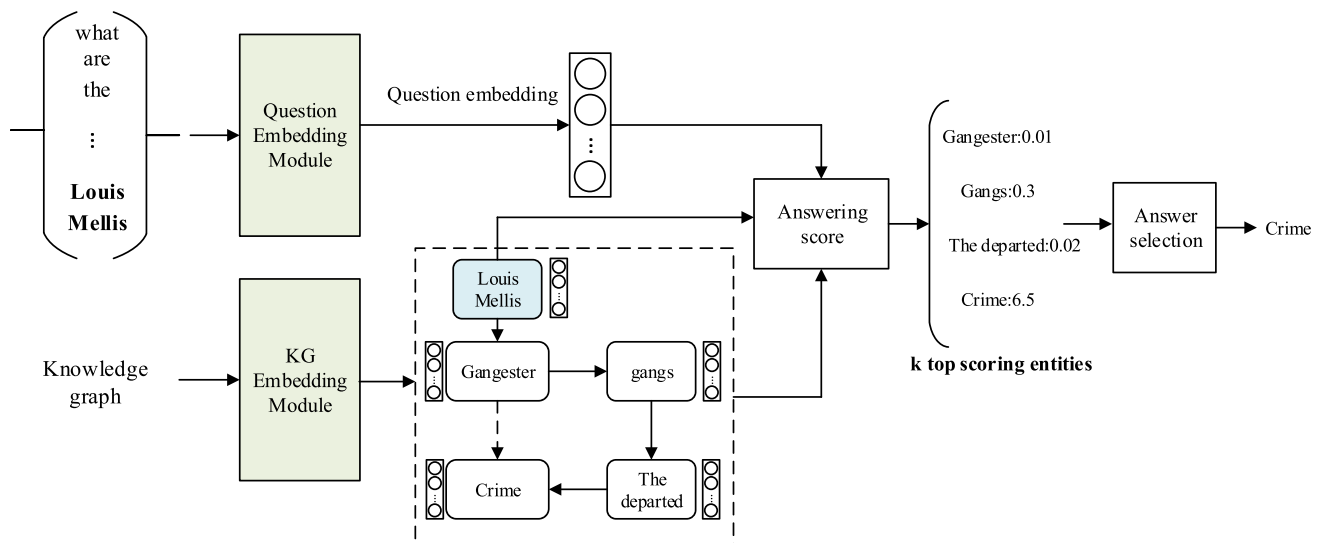 what
are
the
...
Louis
Mellis
Question
Embedding
Module
Question embedding
...
Knowledge
graph
KG
Embedding
Module
Louis
Mellis
Gangester
gangs
Crime
The
departed
Answering
score
Gangester:0.01
Gangs:0.3
The departed:0.02
Crime:6.5
k top scoring entities
Answer
selection
Crime